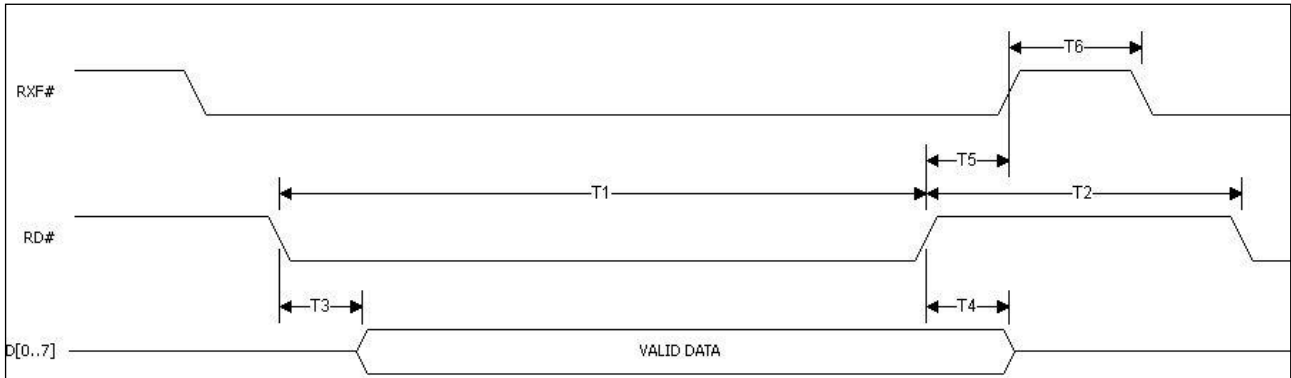 T6
RXF#
T5
T1
T2
RD#
T3
T4
D[0..7]
VALID DATA